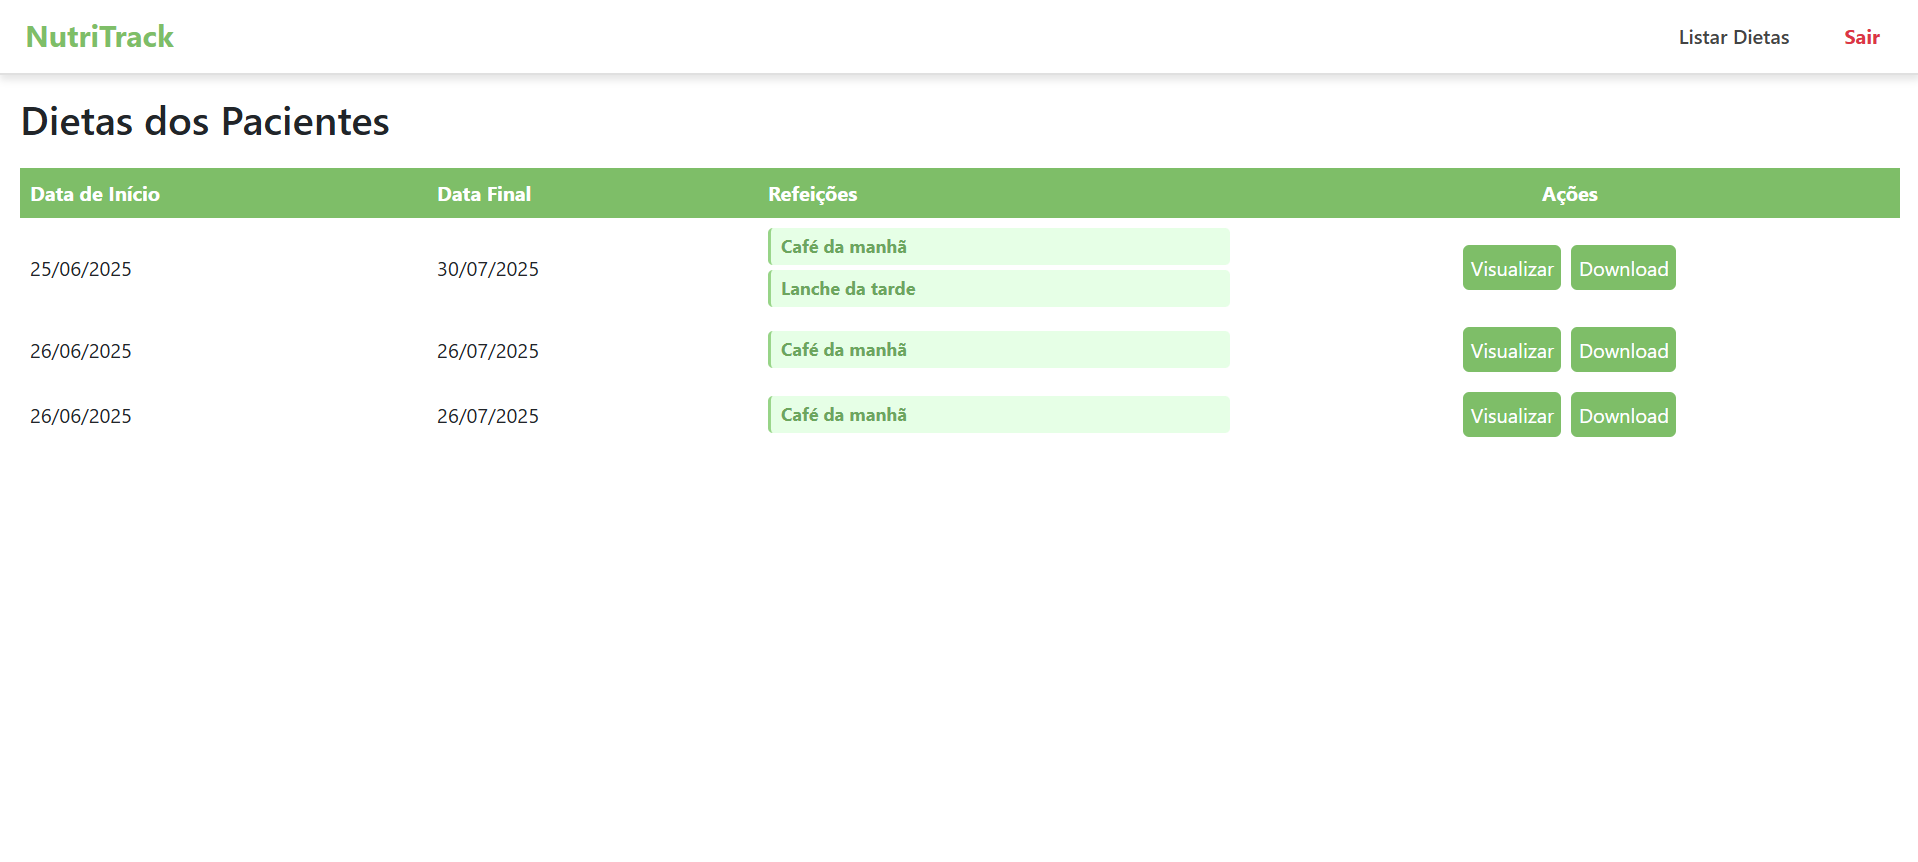 NutriTrack Listar Dietas Sair
Dietas dos Pacientes
Data de Início Data Final Refeições Ações
25/06/2025 30/07/2025 Café da manhã Visualizar Download
Lanche da tarde
26/06/2025 26/07/2025 Café da manhã Visualizar Download
26/06/2025 26/07/2025 Café da manhã Visualizar Download